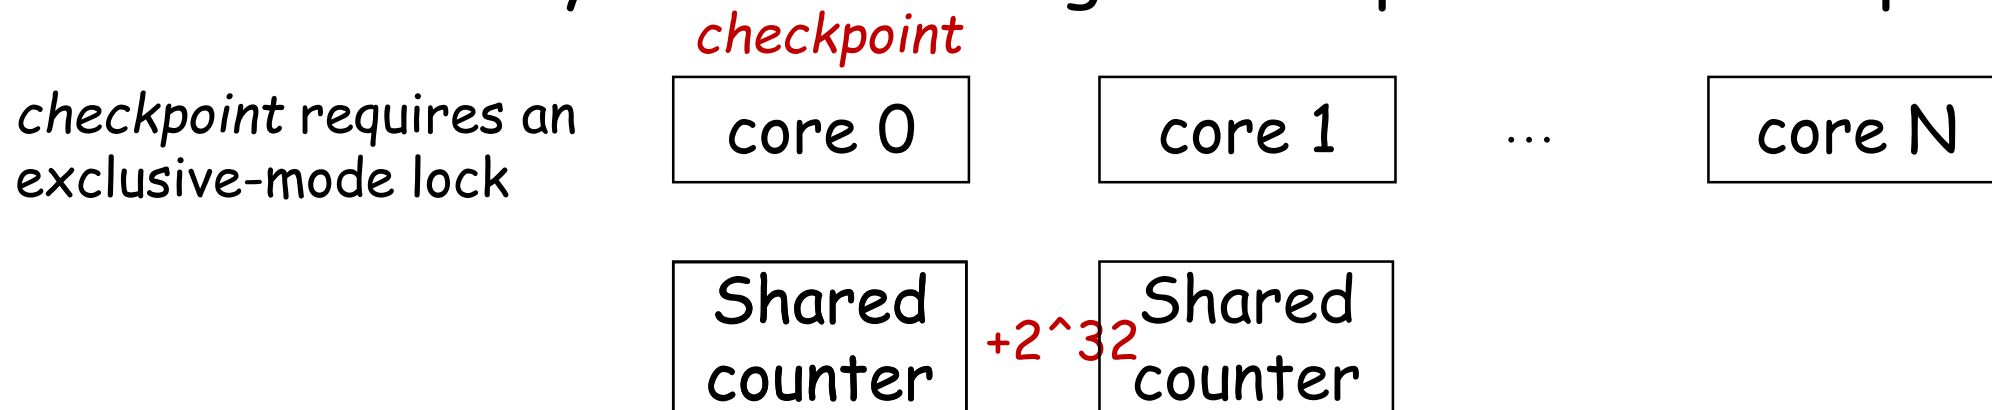 checkpoint
checkpoint requires an
exclusive-mode lock
core 0
core 1
...
core N
Shared
counter
+2^32
Shared
counter